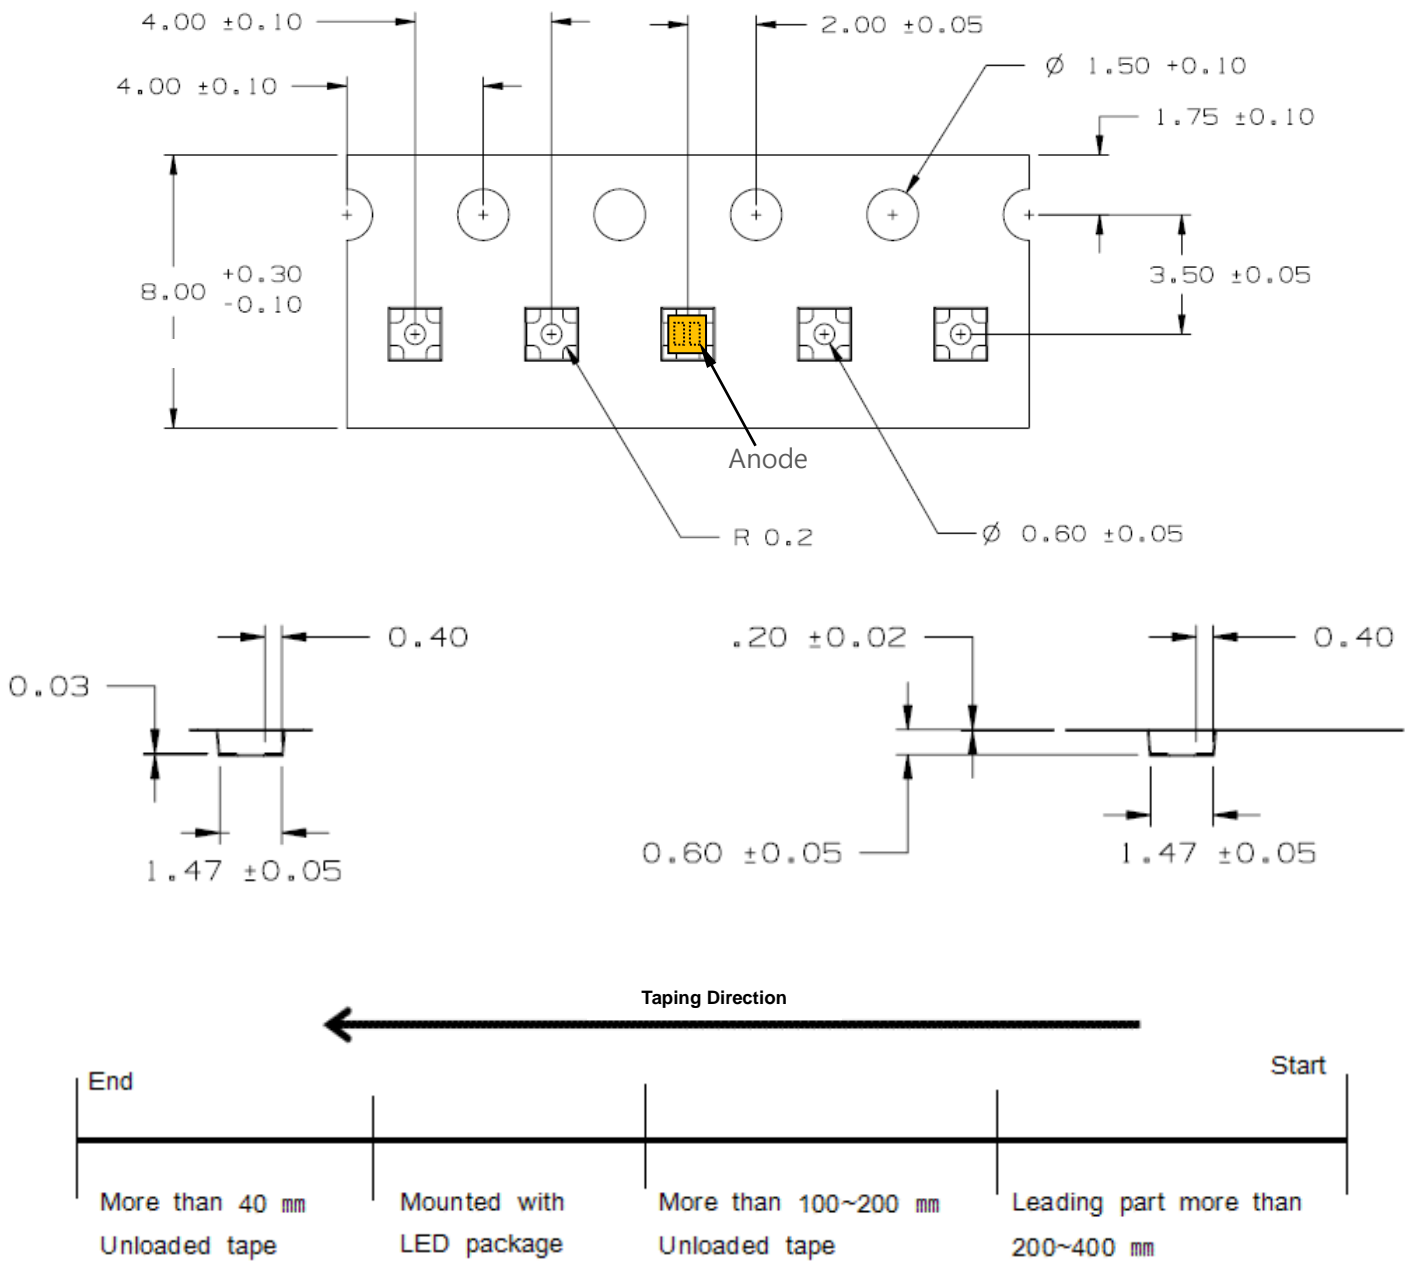 4.00 ±0.10
2.00 ±0.05
Ø 1.50 +0.10
4.00 ±0.10
1.75 ±0.10
+0.30
8.00
-0.10
3.50 ±0.05
Anode
R 0.2
Ø 0.60 ±0.05
0.40
.20 ±0.02
0.40
0.03
0.60 ±0.05
1.47 ±0.05
1.47 ±0.05
Taping Direction
Start
End
More than 40 ㎜
Unloaded tape
Mounted with
LED package
More than 100~200 ㎜
Unloaded tape
Leading part more than
200~400 ㎜